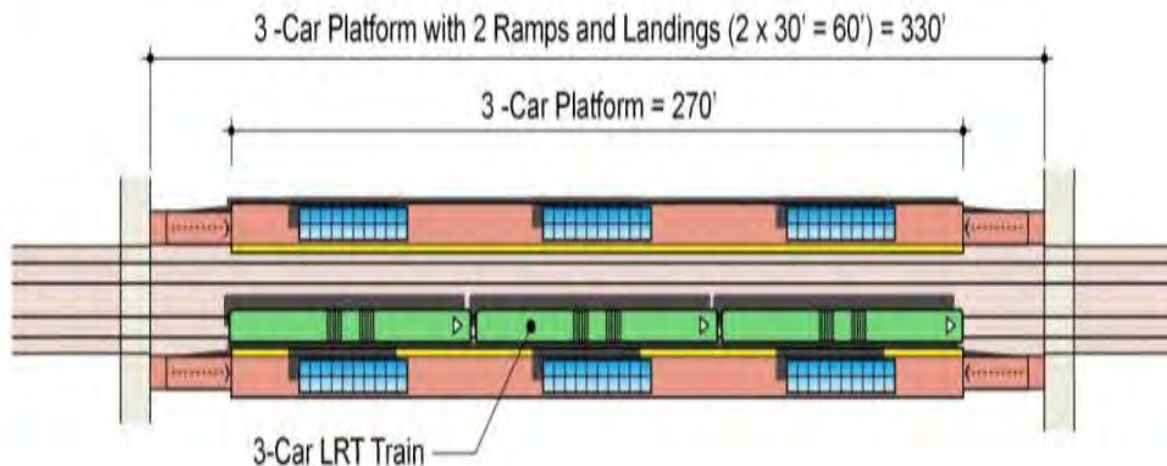 3 -Car Platform with 2 Ramps and Landings (2 x 30' = 60') = 330'
3 -Car Platform = 270'
3-Car LRT Train